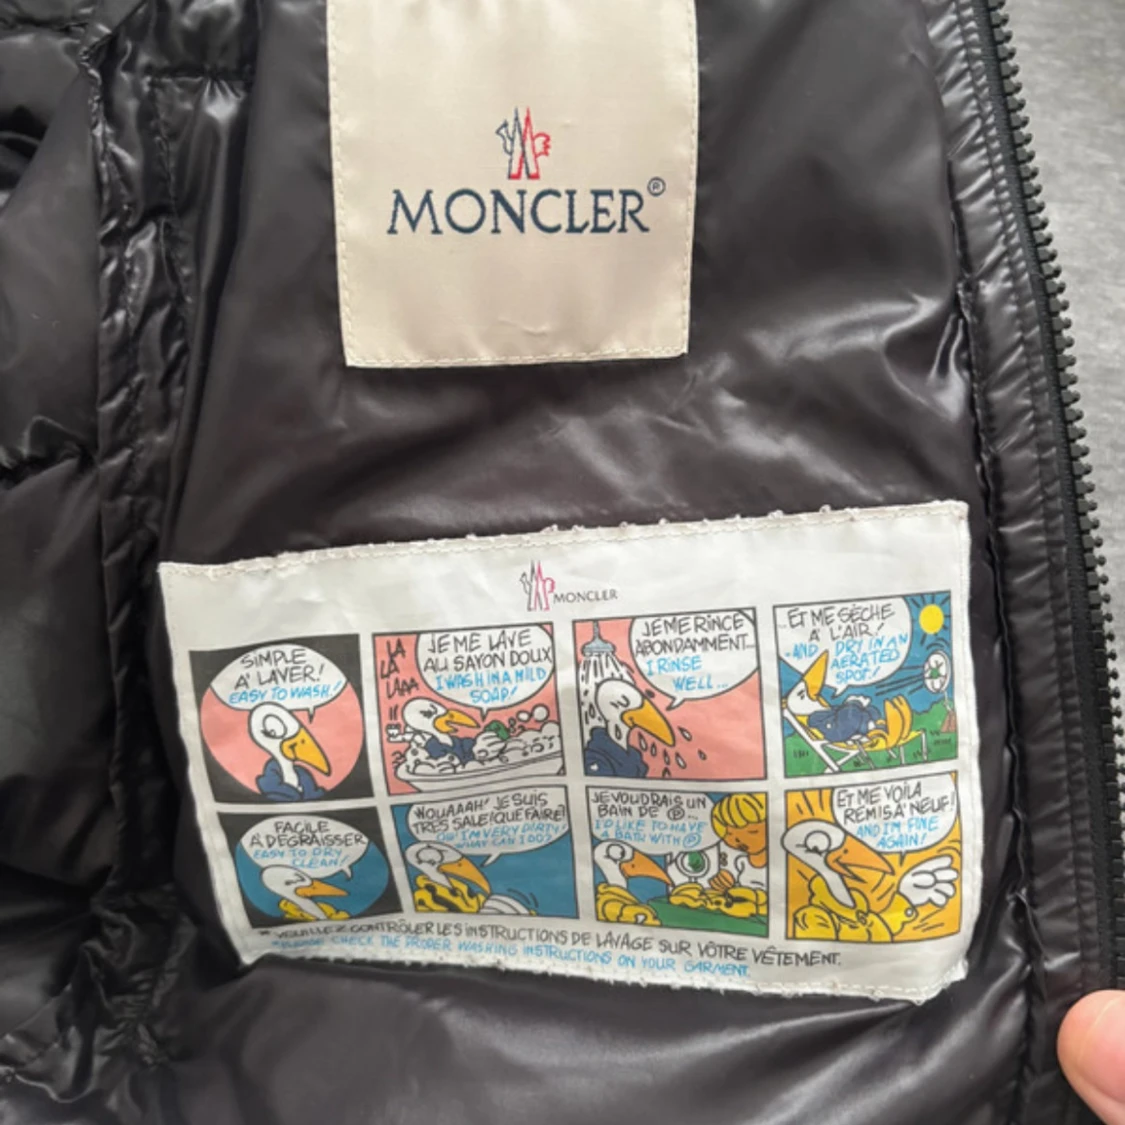 MONCLER®
MONCLER
SIMPLE
A' LAVER!
EASY TO WASH!
LA
LA
LAAA
JE ME LAVE
AU SAVON DOUX
I WASH IN A MILD
SOAP!
JE ME RINCE
ABONDAMMENT...
I RINSE
WELL...
ET ME SÈCHE
A' L'AIR!
AND DRY IN AN
AERATED
SPOT!
FACILE
A' DÉGRAISSER
EASY TO DRY
CLEAN!
WOUAAAH! JE SUIS
TRES SALE! QUE FAIRE?
I'M VERY DIRTY!
WHAT CAN I DO?
JE VOUDRAIS UN
BAIN DE Ⓟ...
I'D LIKE TO HAVE
A BATH WITH Ⓟ
ET ME VOILA
REMIS A' NEUF!
AND I'M FINE
AGAIN!
* VEUILLEZ CONTRÔLER LES INSTRUCTIONS DE LAVAGE SUR VÔTRE VÊTEMENT.
*PLEASE CHECK THE PROPER WASHING INSTRUCTIONS ON YOUR GARMENT.